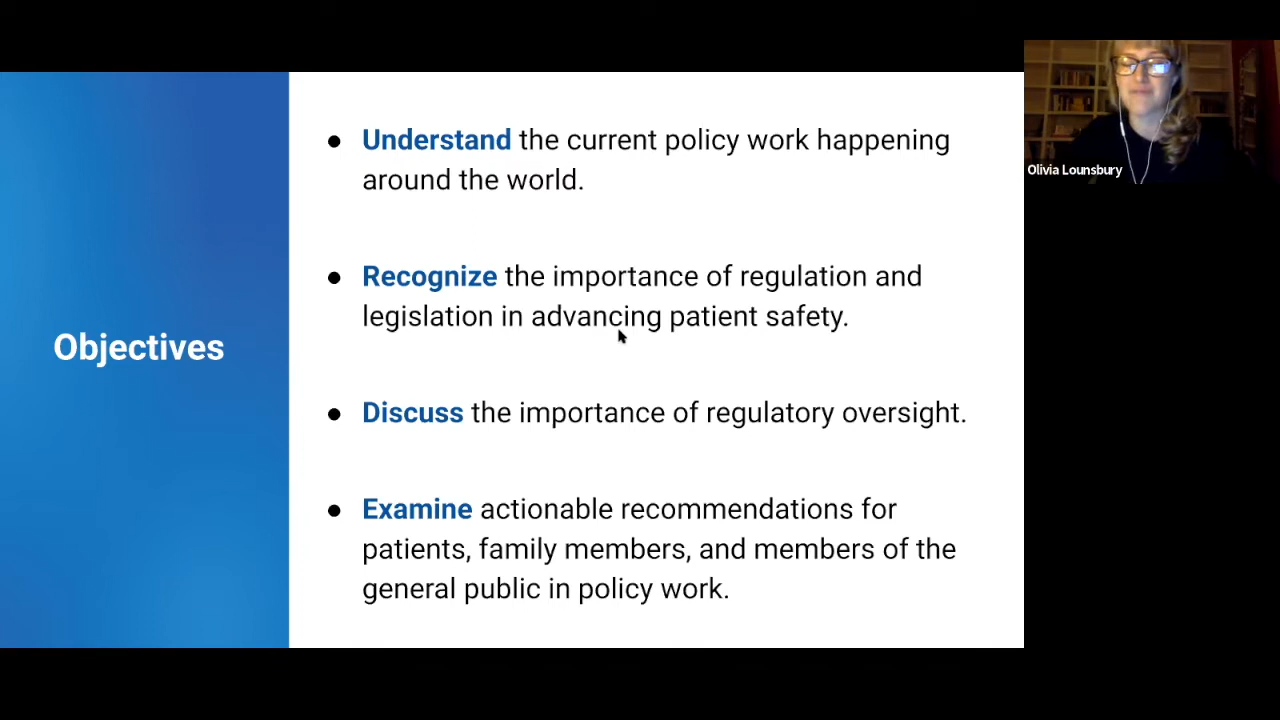 Objectives
● Understand the current policy work happening
around the world.
● Recognize the importance of regulation and
legislation in advancing patient safety.
● Discuss the importance of regulatory oversight.
● Examine actionable recommendations for
patients, family members, and members of the
general public in policy work.
Olivia Lounsbury